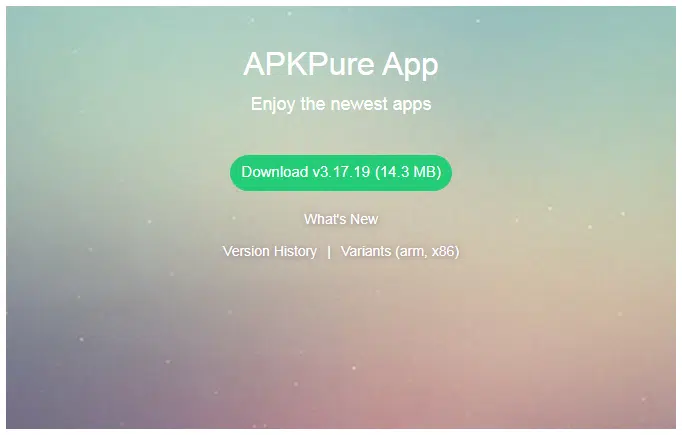 APKPure App
Enjoy the newest apps
Download v3.17.19 (14.3 MB)
What's New
Version History | Variants (arm, x86)